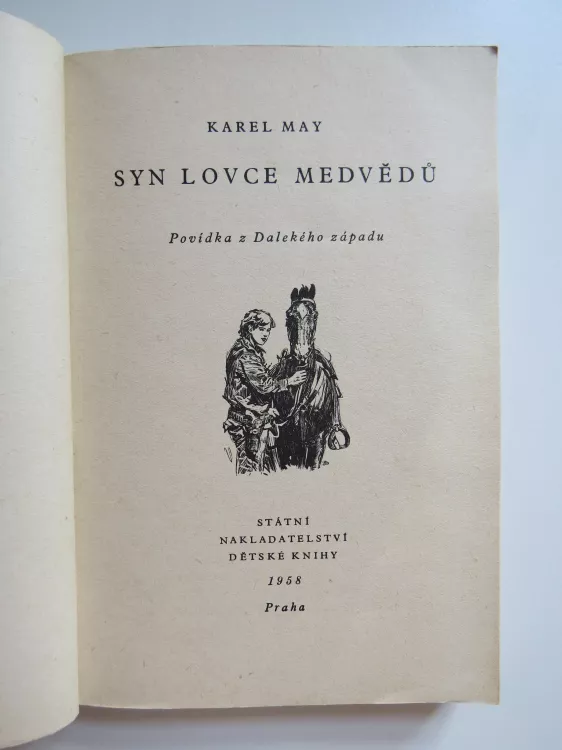 KAREL MAY
SYN LOVCE MEDVĚDŮ
Povídka z Dalekého západu
STÁTNÍ
NAKLADATELSTVÍ
DĚTSKÉ KNIHY
1958
Praha